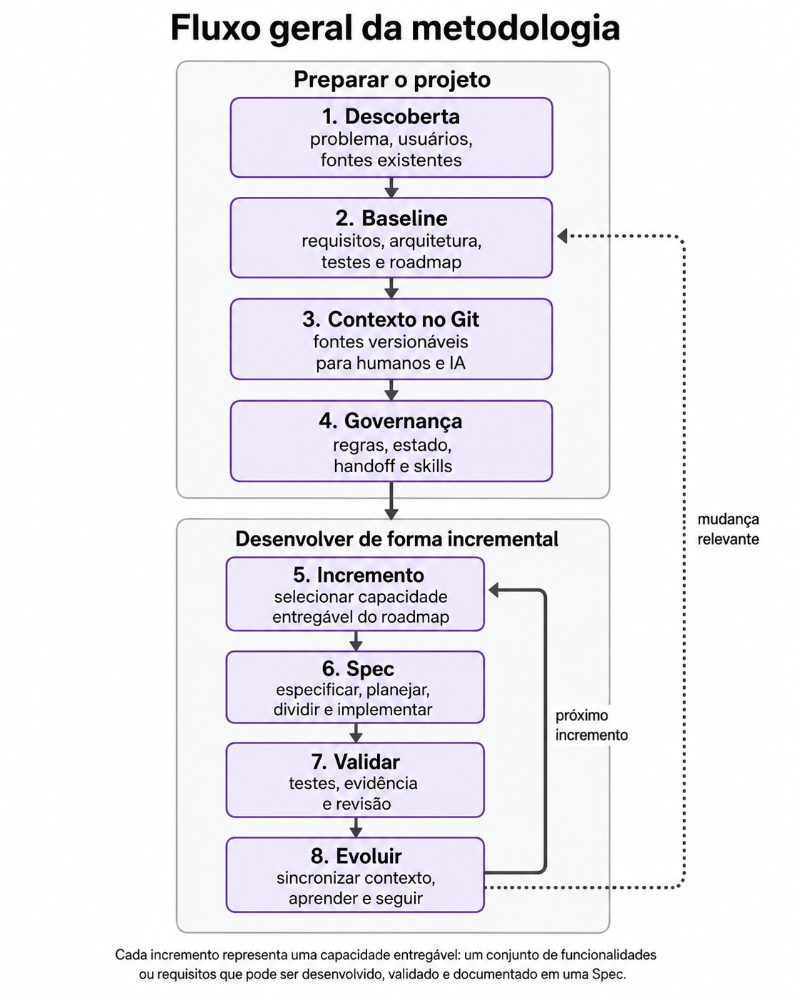 Fluxo geral da metodologia
Preparar o projeto
1. Descoberta
problema, usuários,
fontes existentes
2. Baseline
requisitos, arquitetura,
testes e roadmap
3. Contexto no Git
fontes versionáveis
para humanos e IA
4. Governança
regras, estado,
handoff e skills
mudança
relevante
Desenvolver de forma incremental
5. Incremento
selecionar capacidade
entregável do roadmap
6. Spec
especificar, planejar,
dividir e implementar
próximo
incremento
7. Validar
testes, evidência
e revisão
8. Evoluir
sincronizar contexto,
aprender e seguir
Cada incremento representa uma capacidade entregável: um conjunto de funcionalidades
ou requisitos que pode ser desenvolvido, validado e documentado em uma Spec.